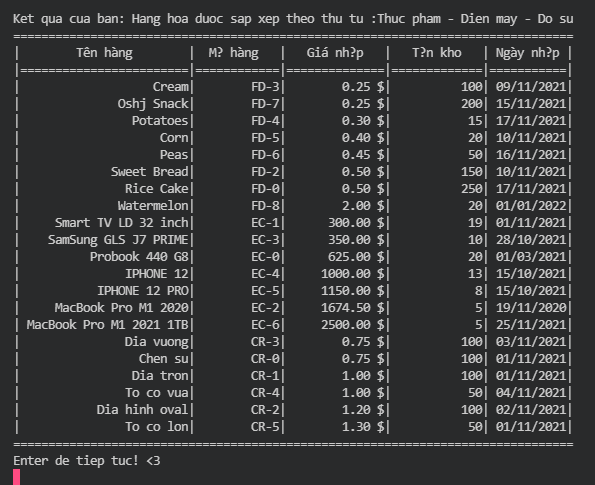 Ket qua cua ban: Hang hoa duoc sap xep theo thu tu :Thuc pham - Dien may - Do su
================================================================================
|        Tên hàng        |  M? hàng   |   Giá nh?p   |   T?n kho   | Ngày nh?p |
|========================|============|==============|=============|===========|
|                   Cream|        FD-3|        0.25 $|          100| 09/11/2021|
|              Oshj Snack|        FD-7|        0.25 $|          200| 15/11/2021|
|                Potatoes|        FD-4|        0.30 $|           15| 17/11/2021|
|                    Corn|        FD-5|        0.40 $|           20| 10/11/2021|
|                    Peas|        FD-6|        0.45 $|           50| 16/11/2021|
|             Sweet Bread|        FD-2|        0.50 $|          150| 10/11/2021|
|               Rice Cake|        FD-0|        0.50 $|          250| 17/11/2021|
|              Watermelon|        FD-8|        2.00 $|           20| 01/01/2022|
|     Smart TV LD 32 inch|        EC-1|      300.00 $|           19| 01/11/2021|
|    SamSung GLS J7 PRIME|        EC-3|      350.00 $|           10| 28/10/2021|
|          Probook 440 G8|        EC-0|      625.00 $|           20| 01/03/2021|
|               IPHONE 12|        EC-4|     1000.00 $|           13| 15/10/2021|
|           IPHONE 12 PRO|        EC-5|     1150.00 $|            8| 15/10/2021|
|     MacBook Pro M1 2020|        EC-2|     1674.50 $|            5| 19/11/2020|
| MacBook Pro M1 2021 1TB|        EC-6|     2500.00 $|            5| 25/11/2021|
|               Dia vuong|        CR-3|        0.75 $|          100| 03/11/2021|
|                 Chen su|        CR-0|        0.75 $|          100| 01/11/2021|
|                Dia tron|        CR-1|        1.00 $|          100| 01/11/2021|
|               To co vua|        CR-4|        1.00 $|           50| 04/11/2021|
|           Dia hinh oval|        CR-2|        1.20 $|          100| 02/11/2021|
|               To co lon|        CR-5|        1.30 $|           50| 01/11/2021|
================================================================================
Enter de tiep tuc! <3